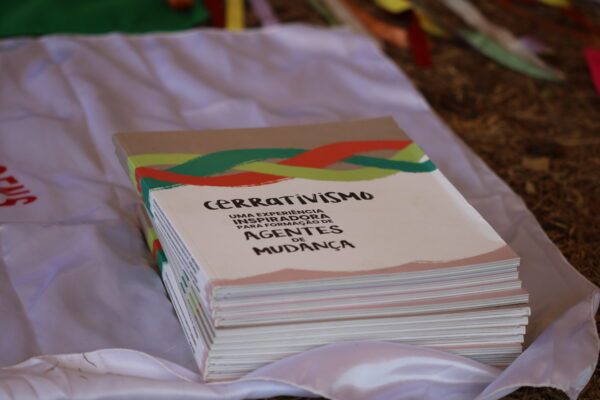 CERRATIVISMO
UMA EXPERIÊNCIA
INSPIRADORA
PARA FORMAÇÃO DE
AGENTES
DE
MUDANÇA